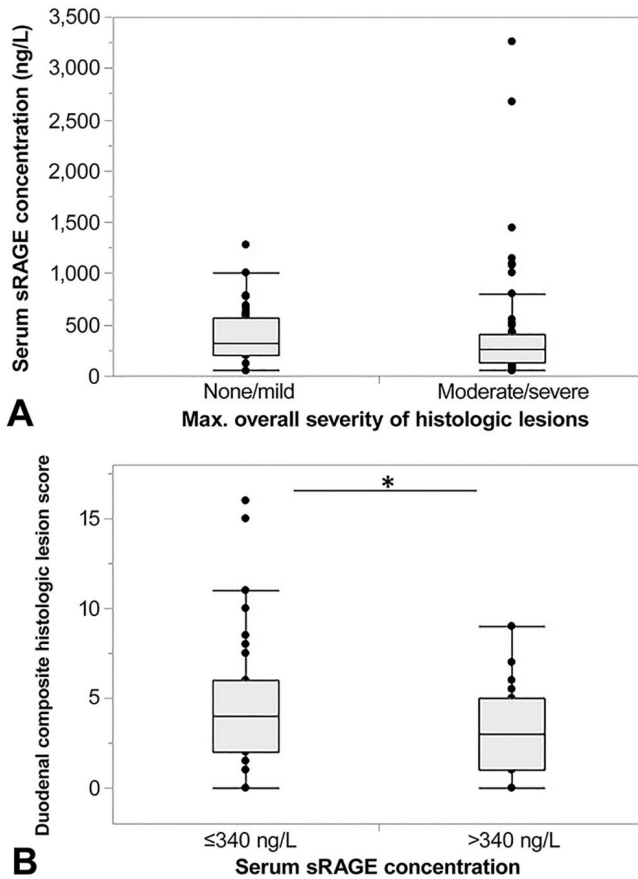 Serum sRAGE concentration (ng/L)
3,500
3,000
2,500
2,000
1,500
1,000
500
0
None/mild Moderate/severe
A Max. overall severity of histologic lesions
Duodenal composite histologic lesion score
*
15
10
5
0
≤340 ng/L >340 ng/L
B Serum sRAGE concentration